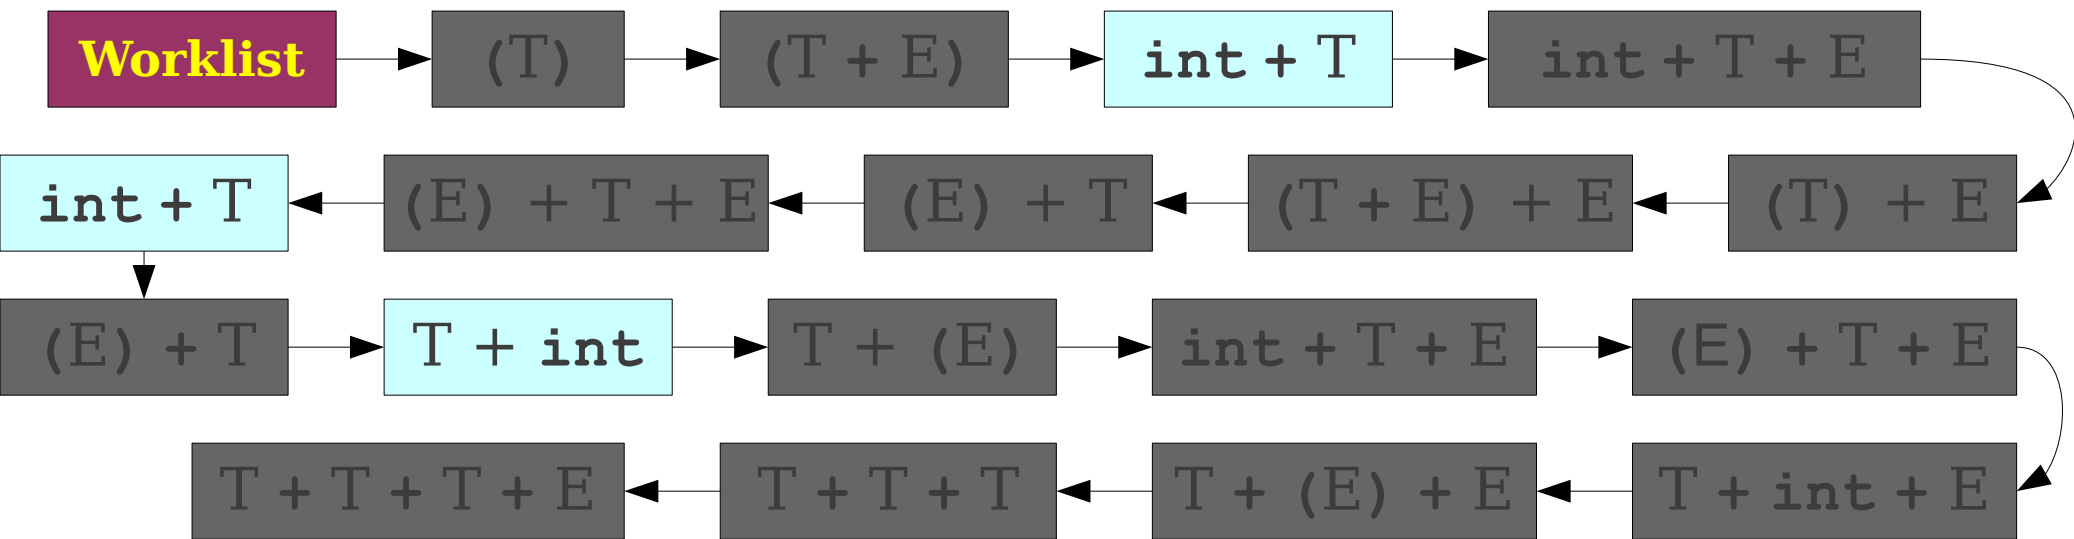 Worklist (T) (T + E) int + T int + T + E
int + T (E) + T + E (E) + T (T + E) + E (T) + E
(E) + T T + int T + (E) int + T + E (E) + T + E
T + T + T + E T + T + T T + (E) + E T + int + E